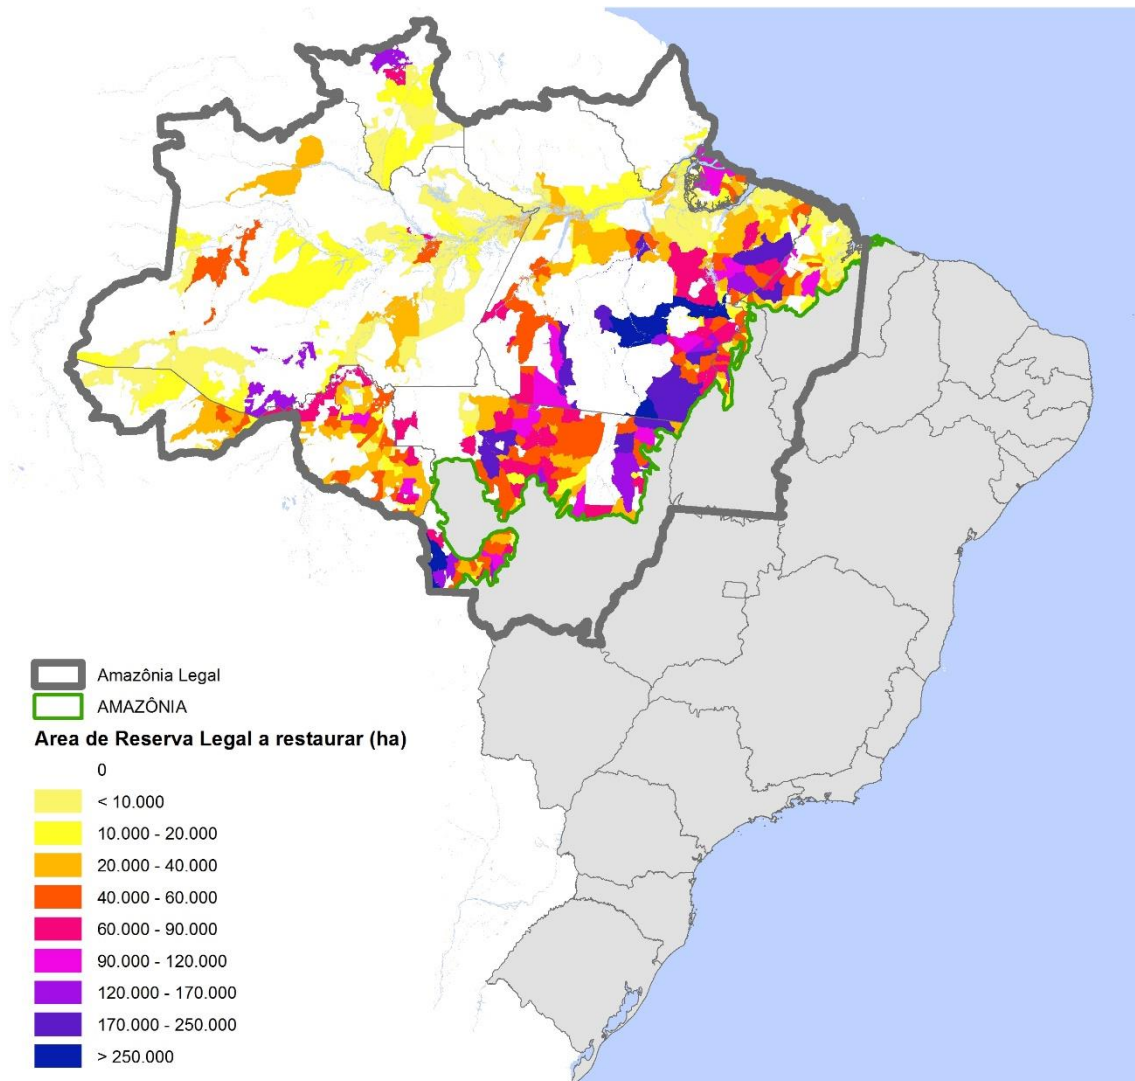 Amazônia Legal
AMAZÔNIA
Area de Reserva Legal a restaurar (ha)
0
< 10.000
10.000 - 20.000
20.000 - 40.000
40.000 - 60.000
60.000 - 90.000
90.000 - 120.000
120.000 - 170.000
170.000 - 250.000
> 250.000